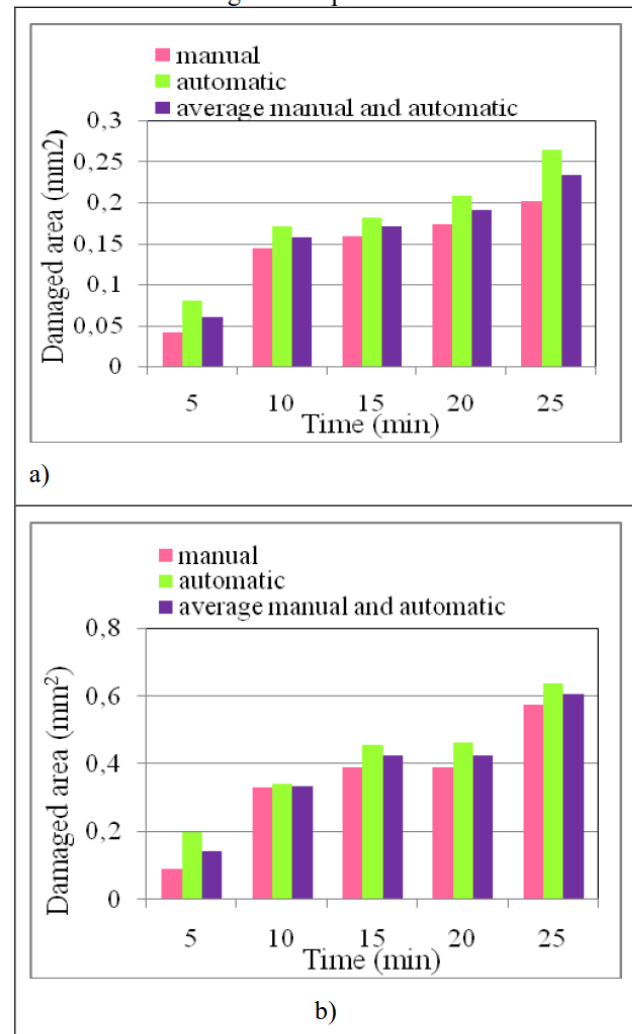 manual
automatic
average manual and automatic
0,3
0,25
0,2
0,15
0,1
0,05
0
Damaged area (mm2)
5 10 15 20 25
Time (min)
a)
manual
automatic
average manual and automatic
0,8
0,6
0,4
0,2
0
Damaged area (mm²)
5 10 15 20 25
Time (min)
b)